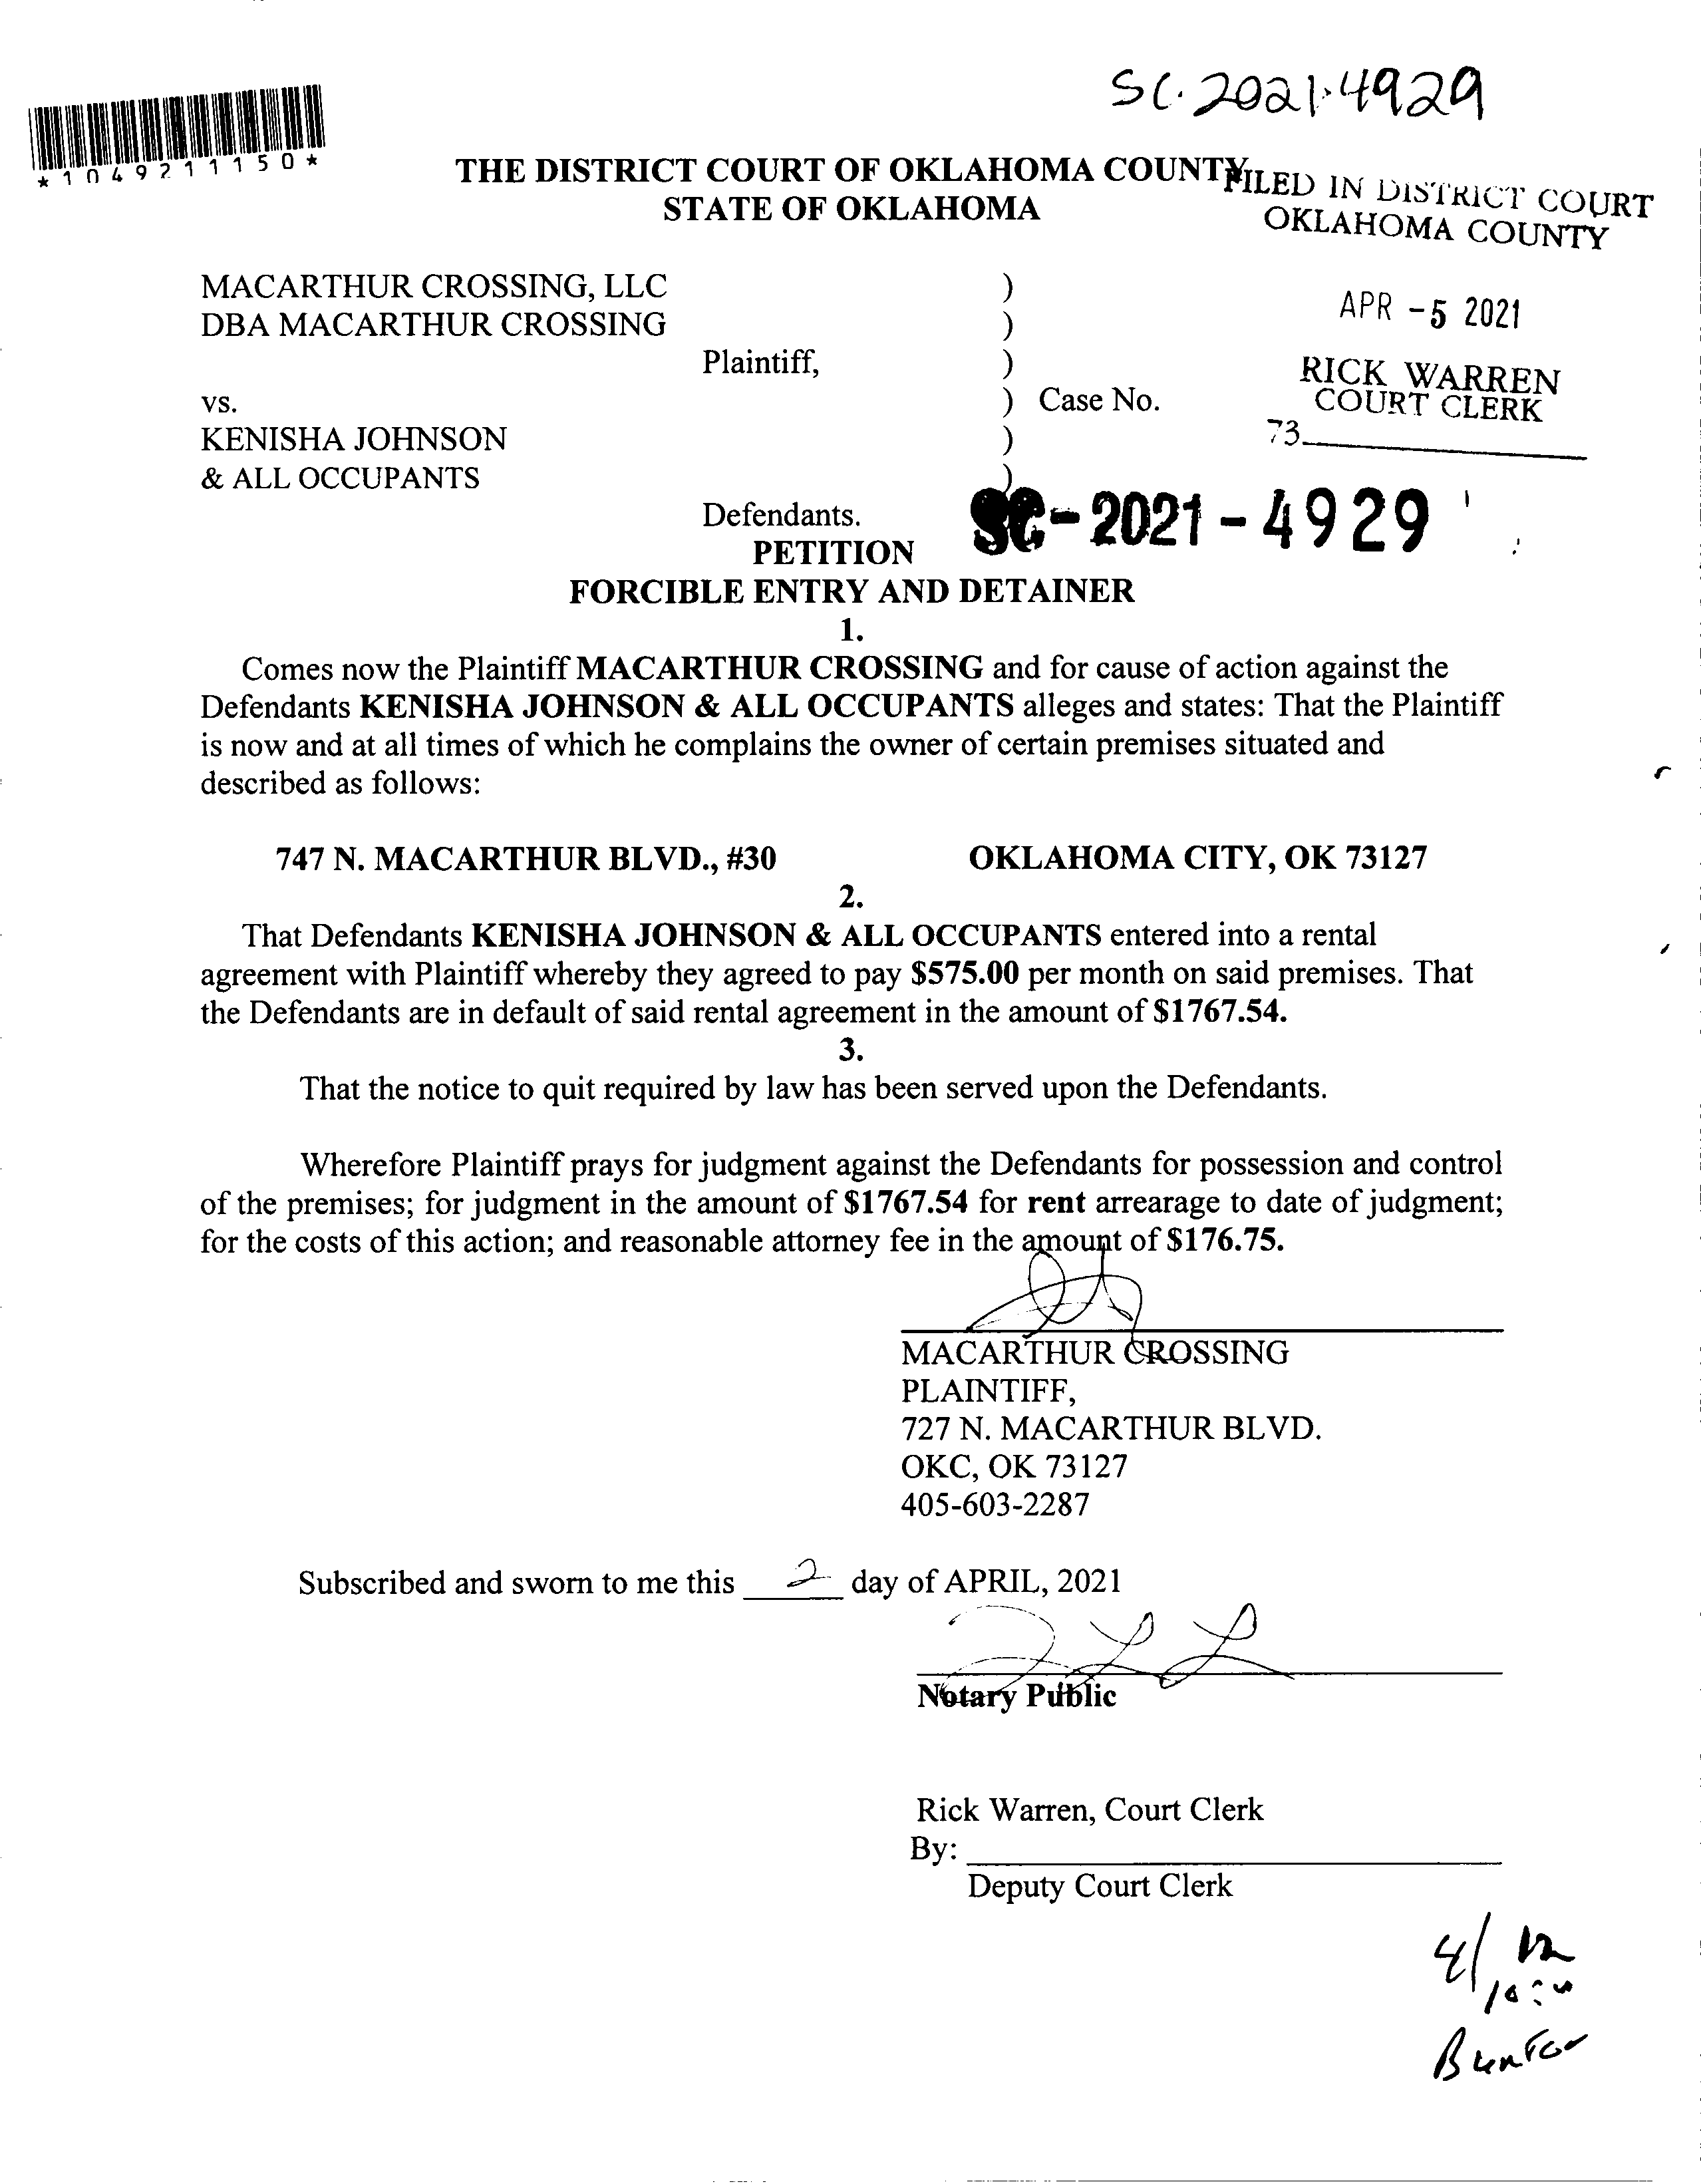 SC-2021-4929
*1049211150*
THE DISTRICT COURT OF OKLAHOMA COUNTY
STATE OF OKLAHOMA
FILED IN DISTRICT COURT
OKLAHOMA COUNTY
MACARTHUR CROSSING, LLC )
DBA MACARTHUR CROSSING )
APR -5 2021
Plaintiff, )
RICK WARREN
COURT CLERK
vs. ) Case No.
73
KENISHA JOHNSON )
& ALL OCCUPANTS )
Defendants.
SC-2021-4929
PETITION
FORCIBLE ENTRY AND DETAINER
1.
Comes now the Plaintiff MACARTHUR CROSSING and for cause of action against the
Defendants KENISHA JOHNSON & ALL OCCUPANTS alleges and states: That the Plaintiff
is now and at all times of which he complains the owner of certain premises situated and
described as follows:
747 N. MACARTHUR BLVD., #30 OKLAHOMA CITY, OK 73127
2.
That Defendants KENISHA JOHNSON & ALL OCCUPANTS entered into a rental
agreement with Plaintiff whereby they agreed to pay $575.00 per month on said premises. That
the Defendants are in default of said rental agreement in the amount of $1767.54.
3.
That the notice to quit required by law has been served upon the Defendants.
Wherefore Plaintiff prays for judgment against the Defendants for possession and control
of the premises; for judgment in the amount of $1767.54 for rent arrearage to date of judgment;
for the costs of this action; and reasonable attorney fee in the amount of $176.75.
MACARTHUR CROSSING
PLAINTIFF,
727 N. MACARTHUR BLVD.
OKC, OK 73127
405-603-2287
Subscribed and sworn to me this 2 day of APRIL, 2021
Notary Public
Rick Warren, Court Clerk
By:
Deputy Court Clerk